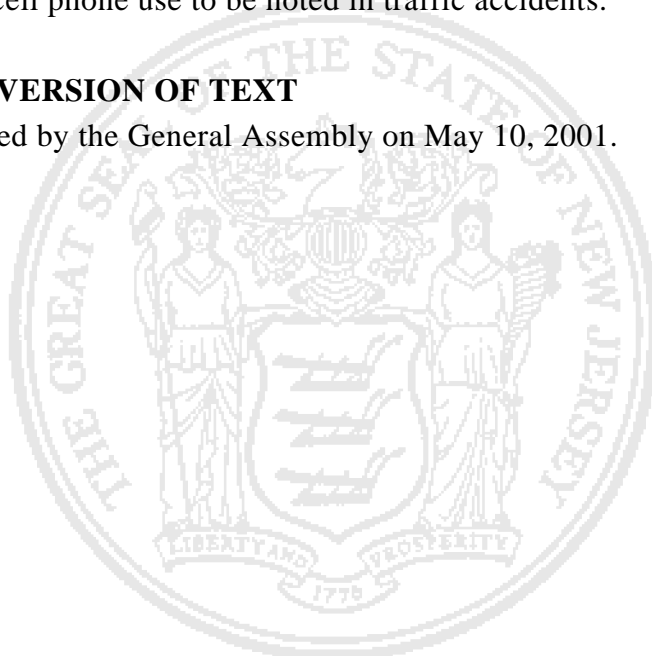 cell phone use to be noted in traffic accidents.
VERSION OF TEXT
ed by the General Assembly on May 10, 2001.
THE GREAT SEAL OF THE STATE OF NEW JERSEY
LIBERTY AND PROSPERITY
1776